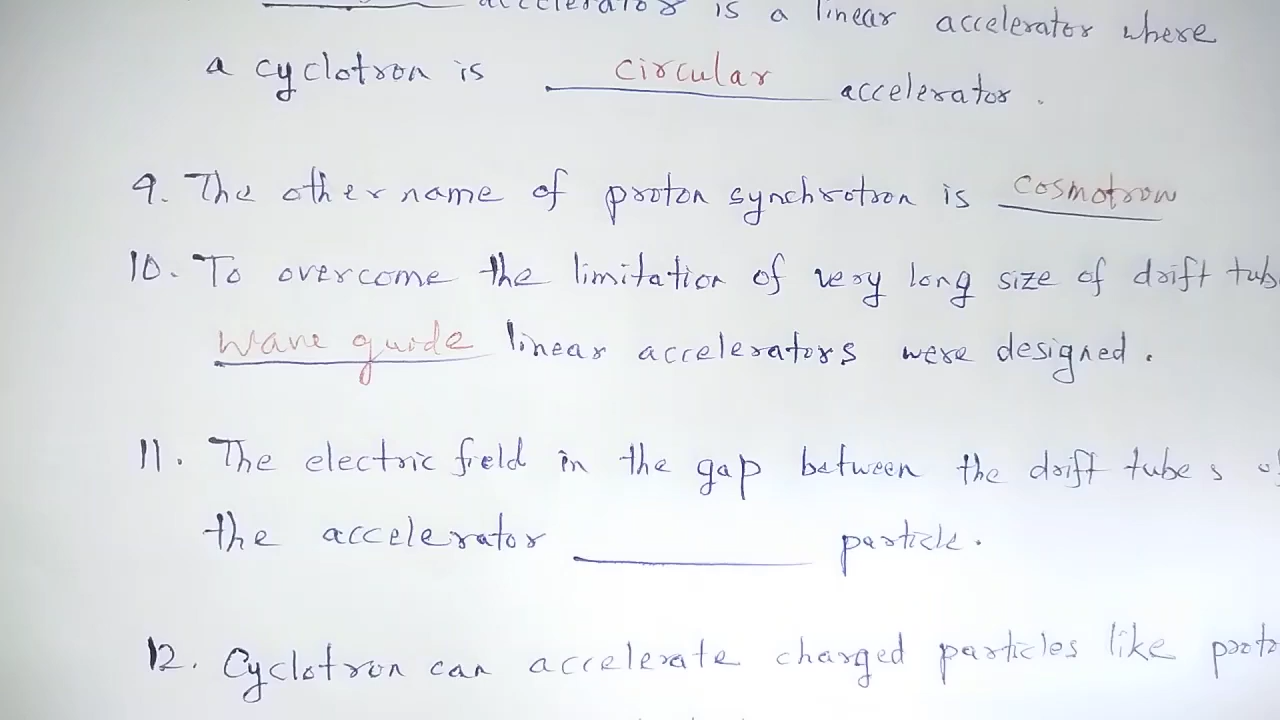 accelerator is a linear accelerator where
a cyclotron is circular accelerator.
9. The other name of proton synchrotron is cosmotron
10. To overcome the limitation of very long size of drift tube
wave guide linear accelerators were designed.
11. The electric field in the gap between the drift tubes of
the accelerator particle.
12. Cyclotron can accelerate charged particles like